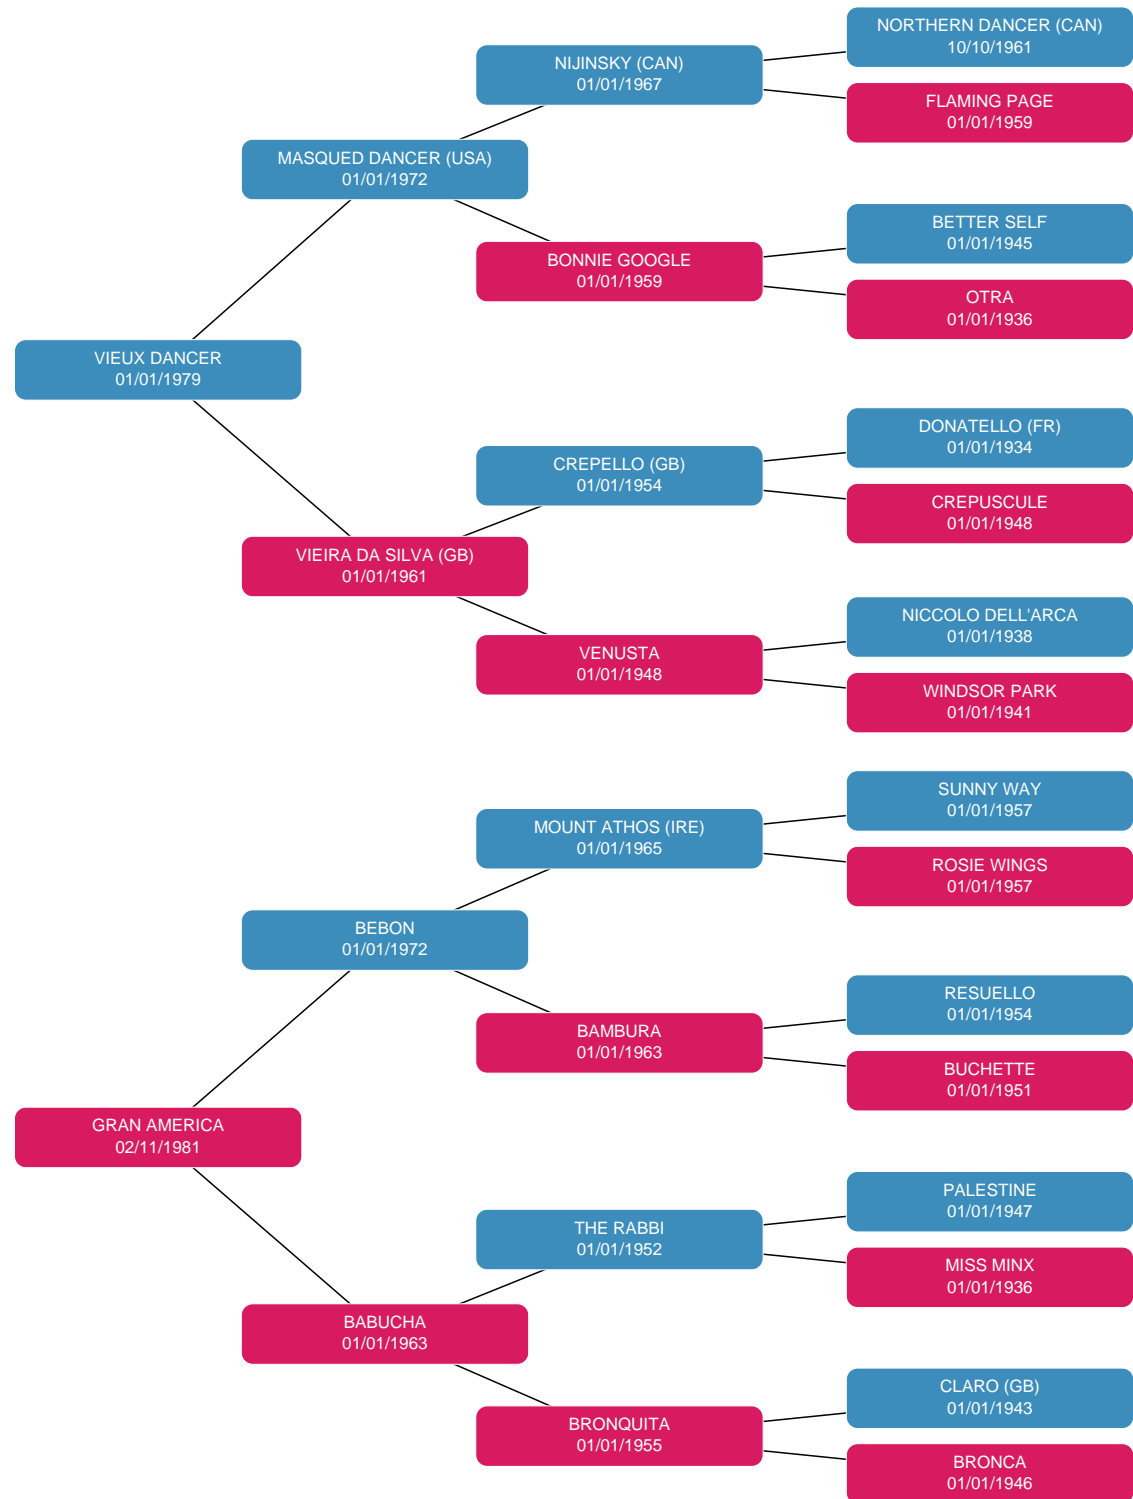 NORTHERN DANCER (CAN)
10/10/1961
NIJINSKY (CAN)
01/01/1967
FLAMING PAGE
01/01/1959
MASQUED DANCER (USA)
01/01/1972
BETTER SELF
01/01/1945
BONNIE GOOGLE
01/01/1959
OTRA
01/01/1936
VIEUX DANCER
01/01/1979
DONATELLO (FR)
01/01/1934
CREPELLO (GB)
01/01/1954
CREPUSCULE
01/01/1948
VIEIRA DA SILVA (GB)
01/01/1961
NICCOLO DELL'ARCA
01/01/1938
VENUSTA
01/01/1948
WINDSOR PARK
01/01/1941
SUNNY WAY
01/01/1957
MOUNT ATHOS (IRE)
01/01/1965
ROSIE WINGS
01/01/1957
BEBON
01/01/1972
RESUELLO
01/01/1954
BAMBURA
01/01/1963
BUCHETTE
01/01/1951
GRAN AMERICA
02/11/1981
PALESTINE
01/01/1947
THE RABBI
01/01/1952
MISS MINX
01/01/1936
BABUCHA
01/01/1963
CLARO (GB)
01/01/1943
BRONQUITA
01/01/1955
BRONCA
01/01/1946